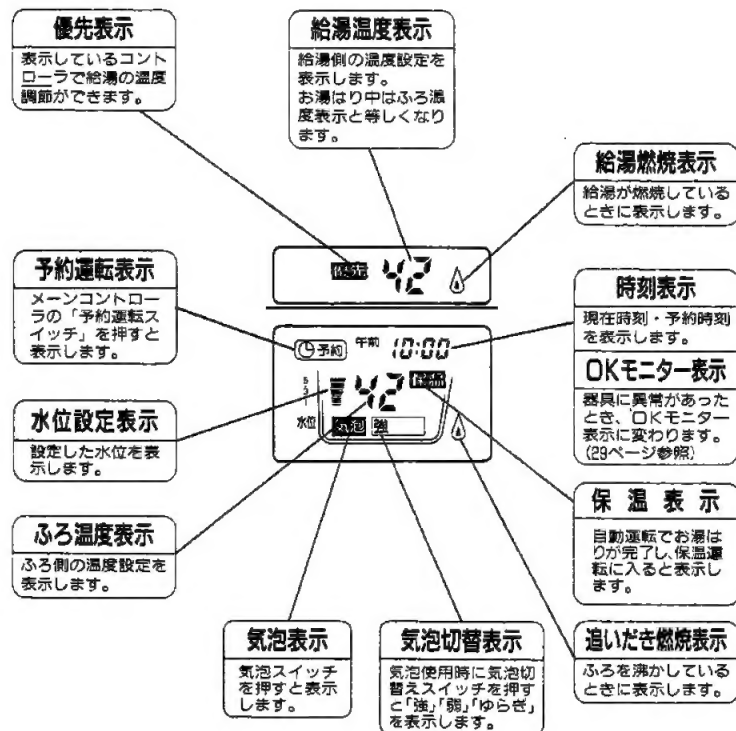 優先表示
表示しているコント
ローラで給湯の温度
調節ができます。
給湯温度表示
給湯側の温度設定を
表示します。
お湯はり中はふろ温
度表示と等しくなり
ます。
給湯燃焼表示
給湯が燃焼している
ときに表示します。
優先 42
予約運転表示
メーンコントロー
ラの「予約運転ス
イッチ」を押すと
表示します。
時刻表示
現在時刻・予約時刻
を表示します。
OKモニター表示
器具に異常があった
とき、OKモニター
表示に変わります。
(29ページ参照)
予約 午前 10:00
5
3
1
42 保温
水位 気泡 強
水位設定表示
設定した水位を表
示します。
保温表示
自動運転でお湯は
りが完了し、保温運
転に入ると表示し
ます。
ふろ温度表示
ふろ側の温度設定を
表示します。
気泡表示
気泡スイッチ
を押すと表示
します。
気泡切替表示
気泡使用時に気泡切
替えスイッチを押す
と「強」「弱」「ゆらぎ」
を表示します。
追いだき燃焼表示
ふろを沸かしている
ときに表示します。